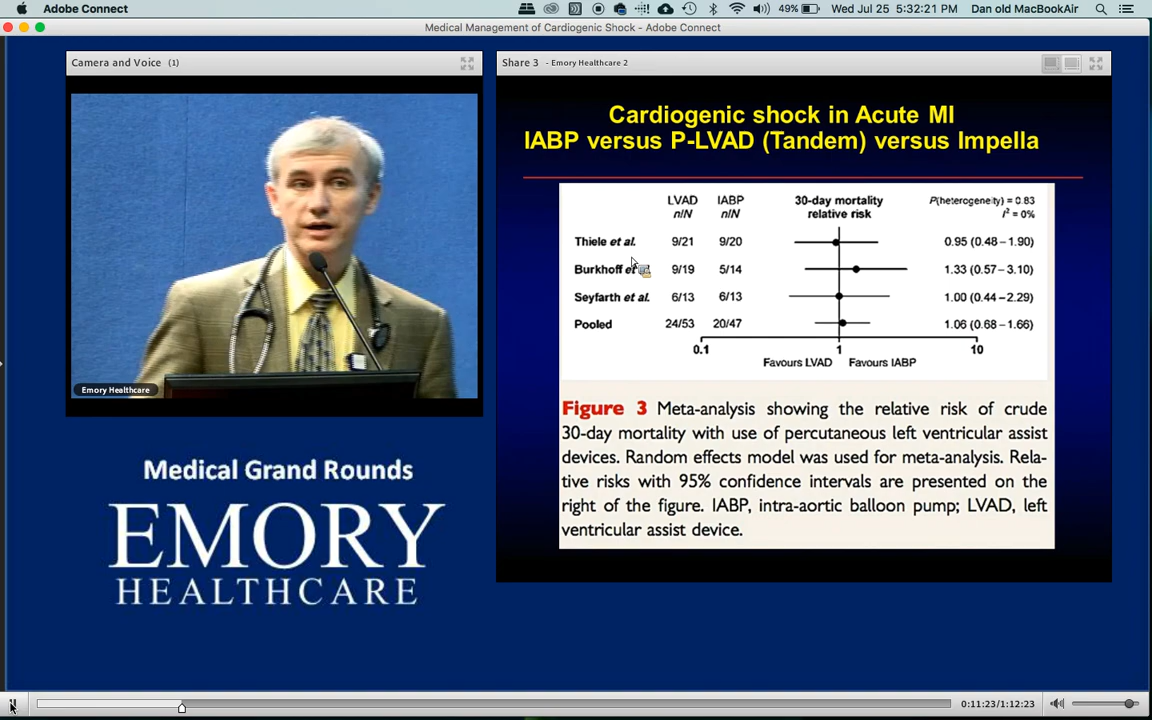 Adobe Connect
49%
Wed Jul 25 5:32:21 PM
Dan old MacBookAir
Medical Management of Cardiogenic Shock - Adobe Connect
Camera and Voice (1)
Share 3 - Emory Healthcare 2
Emory Healthcare
Medical Grand Rounds
EMORY
HEALTHCARE
Cardiogenic shock in Acute MI
IABP versus P-LVAD (Tandem) versus Impella
LVAD IABP 30-day mortality P(heterogeneity) = 0.83
n/N n/N relative risk I² = 0%
Thiele et al. 9/21 9/20 0.95 (0.48 – 1.90)
Burkhoff et 9/19 5/14 1.33 (0.57 – 3.10)
Seyfarth et al. 6/13 6/13 1.00 (0.44 – 2.29)
Pooled 24/53 20/47 1.06 (0.68 – 1.66)
0.1 1 10
Favours LVAD Favours IABP
Figure 3 Meta-analysis showing the relative risk of crude
30-day mortality with use of percutaneous left ventricular assist
devices. Random effects model was used for meta-analysis. Rela-
tive risks with 95% confidence intervals are presented on the
right of the figure. IABP, intra-aortic balloon pump; LVAD, left
ventricular assist device.
0:11:23/1:12:23